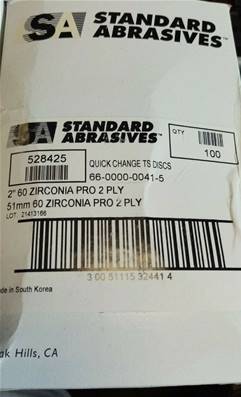 SA STANDARD
ABRASIVES™
SA STANDARD
ABRASIVES™
QTY
100
528425
QUICK CHANGE TS DISCS
66-0000-0041-5
2" 60 ZIRCONIA PRO 2 PLY
51mm 60 ZIRCONIA PRO 2 PLY
LOT. 21413166
3 00 51115 32441 4
de in South Korea
ak Hills, CA